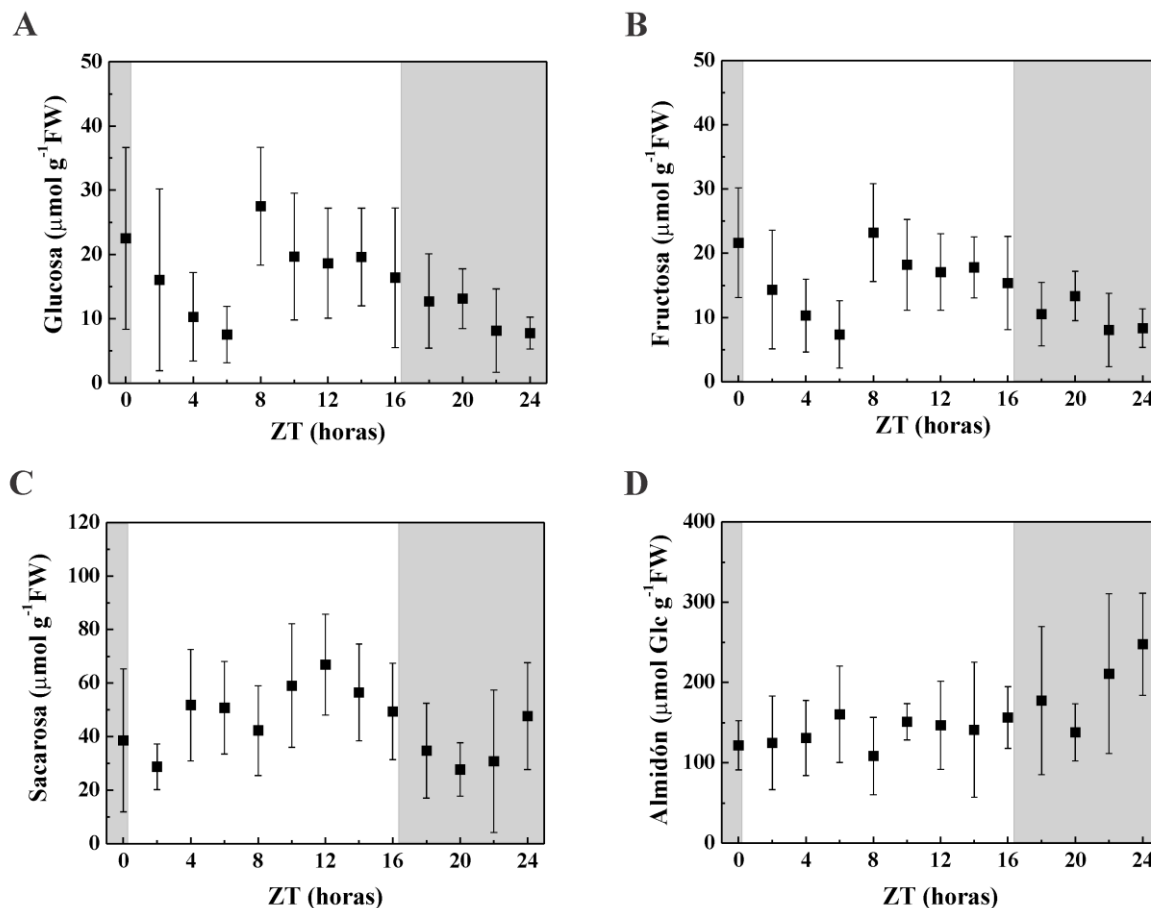 A
50
40
30
20
10
0
Glucosa (μmol g⁻¹FW)
0 4 8 12 16 20 24
ZT (horas)
B
50
40
30
20
10
0
Fructosa (μmol g⁻¹FW)
0 4 8 12 16 20 24
ZT (horas)
C
120
100
80
60
40
20
0
Sacarosa (μmol g⁻¹FW)
0 4 8 12 16 20 24
ZT (horas)
D
400
300
200
100
0
Almidón (μmol Glc g⁻¹FW)
0 4 8 12 16 20 24
ZT (horas)